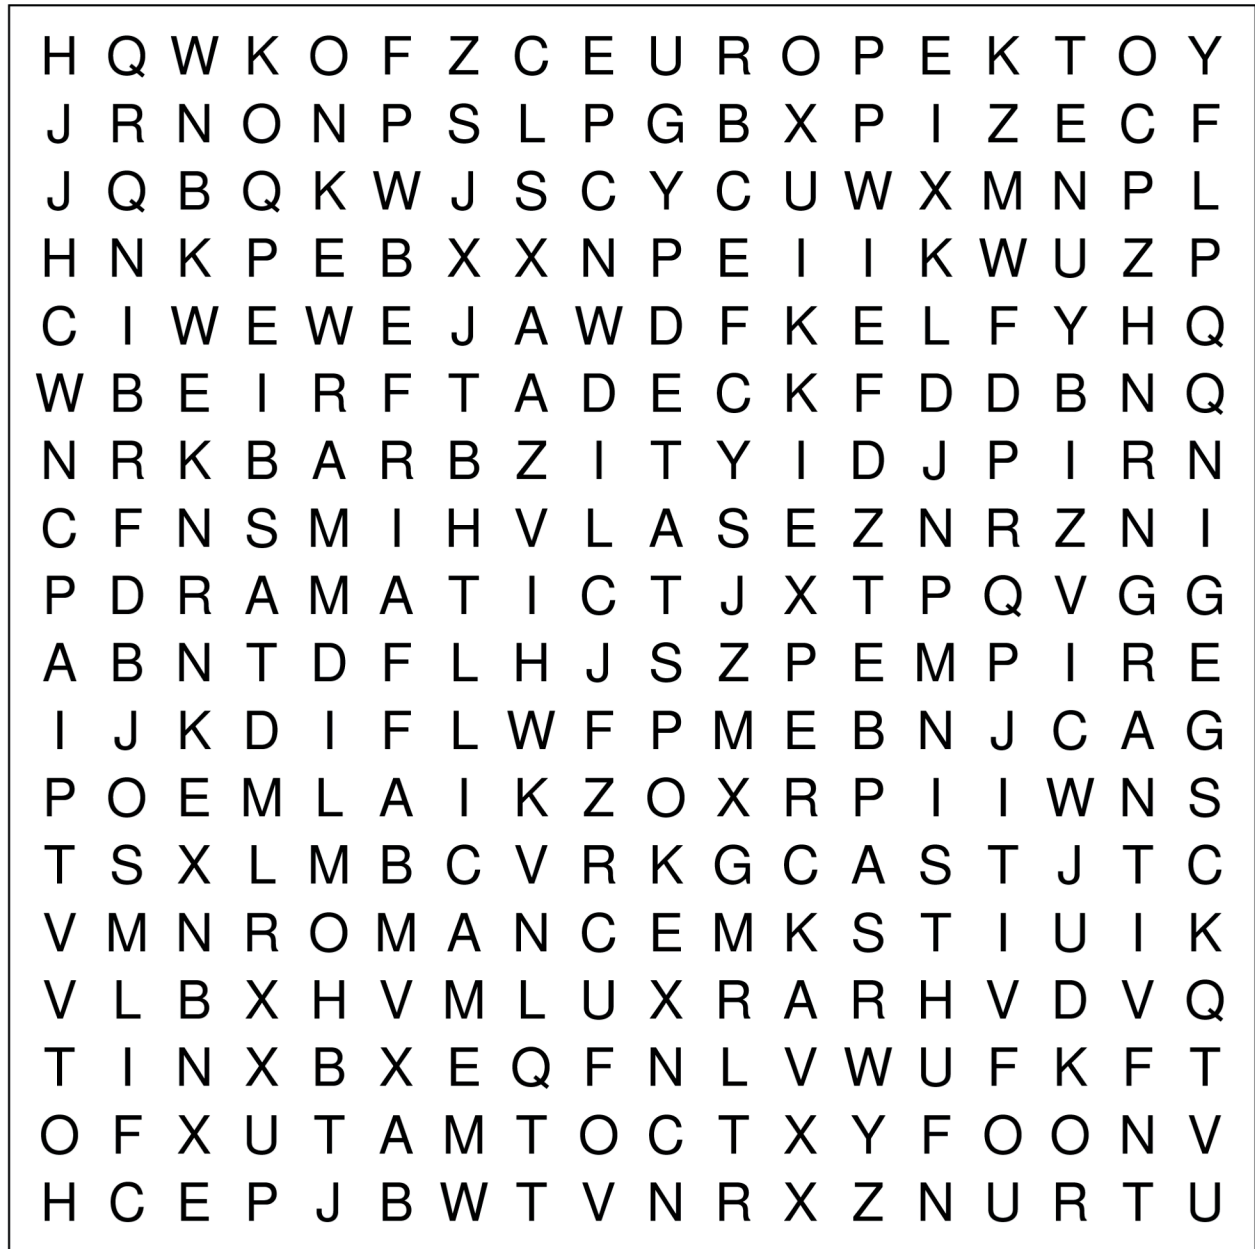 H Q W K O F Z C E U R O P E K T O Y
J R N O N P S L P G B X P I Z E C F
J Q B Q K W J S C Y C U W X M N P L
H N K P E B X X N P E I I K W U Z P
C I W E W E J A W D F K E L F Y H Q
W B E I R F T A D E C K F D D B N Q
N R K B A R B Z I T Y I D J P I R N
C F N S M I H V L A S E Z N R Z N I
P D R A M A T I C T J X T P Q V G G
A B N T D F L H J S Z P E M P I R E
I J K D I F L W F P M E B N J C A G
P O E M L A I K Z O X R P I I W N S
T S X L M B C V R K G C A S T J T C
V M N R O M A N C E M K S T I U I K
V L B X H V M L U X R A R H V D V Q
T I N X B X E Q F N L V W U F K F T
O F X U T A M T O C T X Y F O O N V
H C E P J B W T V N R X Z N U R T U